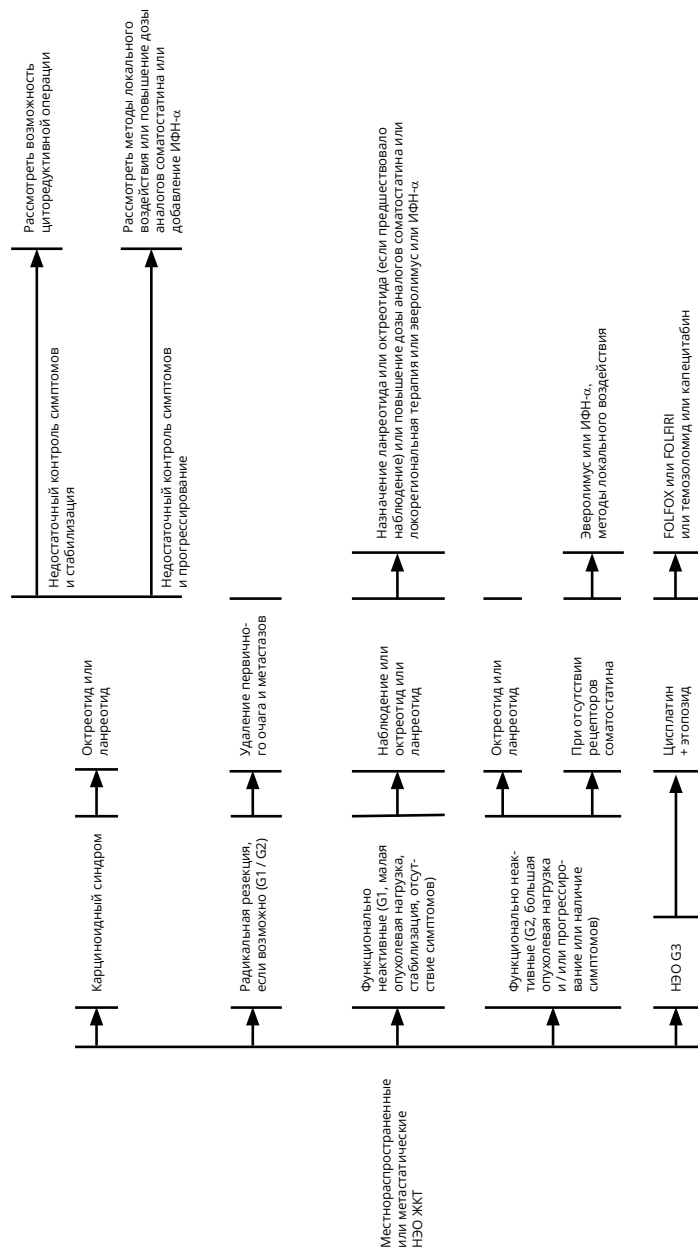 Местнораспространенные
или метастатические
НЭО ЖКТ
Карциноидный синдром
Октреотид или
ланреотид
Недостаточный контроль симптомов
и стабилизация
Рассмотреть возможность
циторедуктивной операции
Недостаточный контроль симптомов
и прогрессирование
Рассмотреть методы локального
воздействия или повышение дозы
аналогов соматостатина или
добавление ИФН-α
Радикальная резекция,
если возможно (G1 / G2)
Удаление первично-
го очага и метастазов
Функционально
неактивные (G1, малая
опухолевая нагрузка,
стабилизация, отсут-
ствие симптомов)
Наблюдение или
октреотид или
ланреотид
Назначение ланреотида или октреотида (если предшествовало
наблюдение) или повышение дозы аналогов соматостатина или
локорегиональная терапия или эверолимус или ИФН-α
Функционально неак-
тивные (G2, большая
опухолевая нагрузка
и / или прогрессиро-
вание или наличие
симптомов)
Октреотид или
ланреотид
При отсутствии
рецепторов
соматостатина
Эверолимус или ИФН-α,
методы локального воздействия
НЭО G3
Цисплатин
+ этопозид
FOLFOX или FOLFIRI
или темозоломид или капецитабин